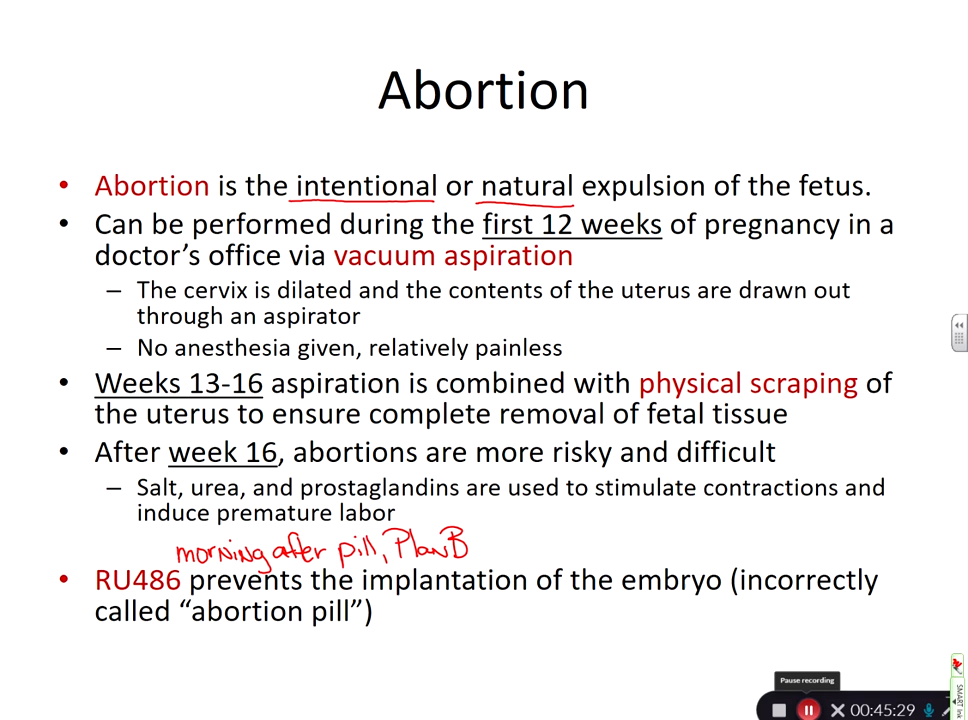 Abortion
• Abortion is the intentional or natural expulsion of the fetus.
• Can be performed during the first 12 weeks of pregnancy in a
doctor’s office via vacuum aspiration
– The cervix is dilated and the contents of the uterus are drawn out
through an aspirator
– No anesthesia given, relatively painless
• Weeks 13-16 aspiration is combined with physical scraping of
the uterus to ensure complete removal of fetal tissue
• After week 16, abortions are more risky and difficult
– Salt, urea, and prostaglandins are used to stimulate contractions and
induce premature labor
morning after pill, Plan B
• RU486 prevents the implantation of the embryo (incorrectly
called “abortion pill”)
Pause recording
00:45:29
SMART Ink